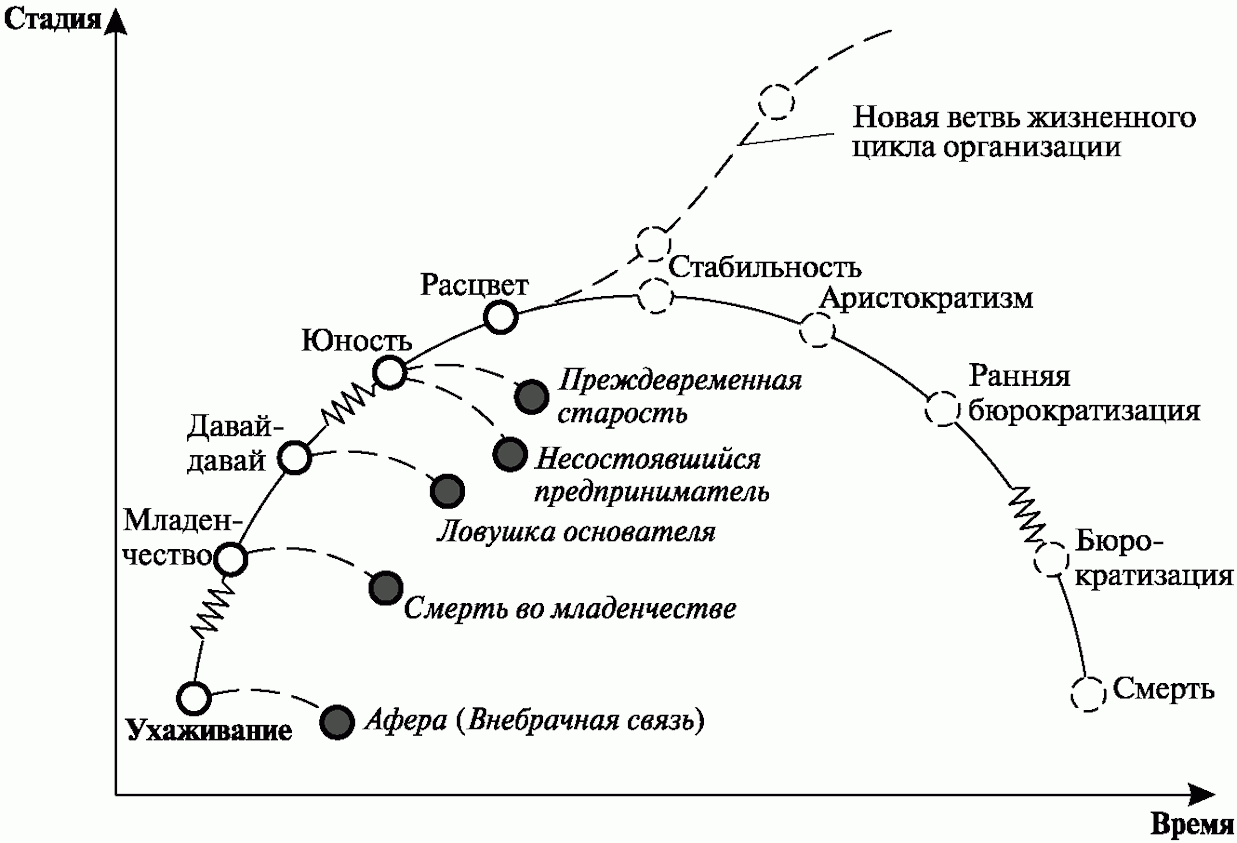 Стадия
Новая ветвь жизненного
цикла организации
Стабильность
Расцвет
Аристократизм
Юность
Преждевременная
старость
Ранняя
бюрократизация
Давай-
давай
Несостоявшийся
предприниматель
Ловушка основателя
Младен-
чество
Бюро-
кратизация
Смерть во младенчестве
Смерть
Ухаживание
Афера (Внебрачная связь)
Время